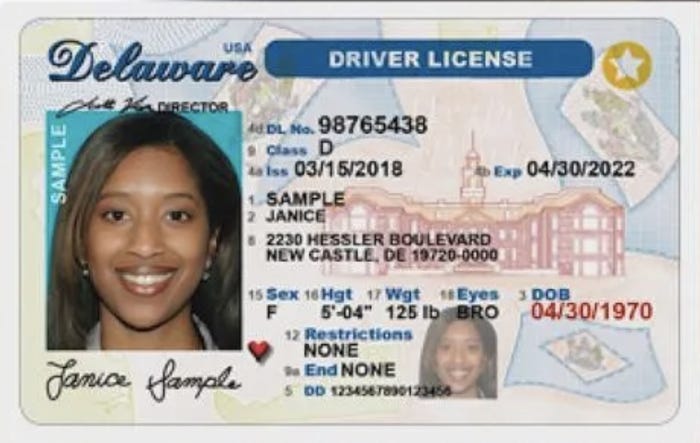 Delaware USA DRIVER LICENSE
DIRECTOR
SAMPLE
4d DL No. 98765438
9 Class D
4a Iss 03/15/2018 4b Exp 04/30/2022
1 SAMPLE
2 JANICE
8 2230 HESSLER BOULEVARD
NEW CASTLE, DE 19720-0000
15 Sex 16 Hgt 17 Wgt 18 Eyes 3 DOB
F 5'-04" 125 lb BRO 04/30/1970
12 Restrictions
NONE
9a End NONE
5 DD 1234567890123456
Janice Sample